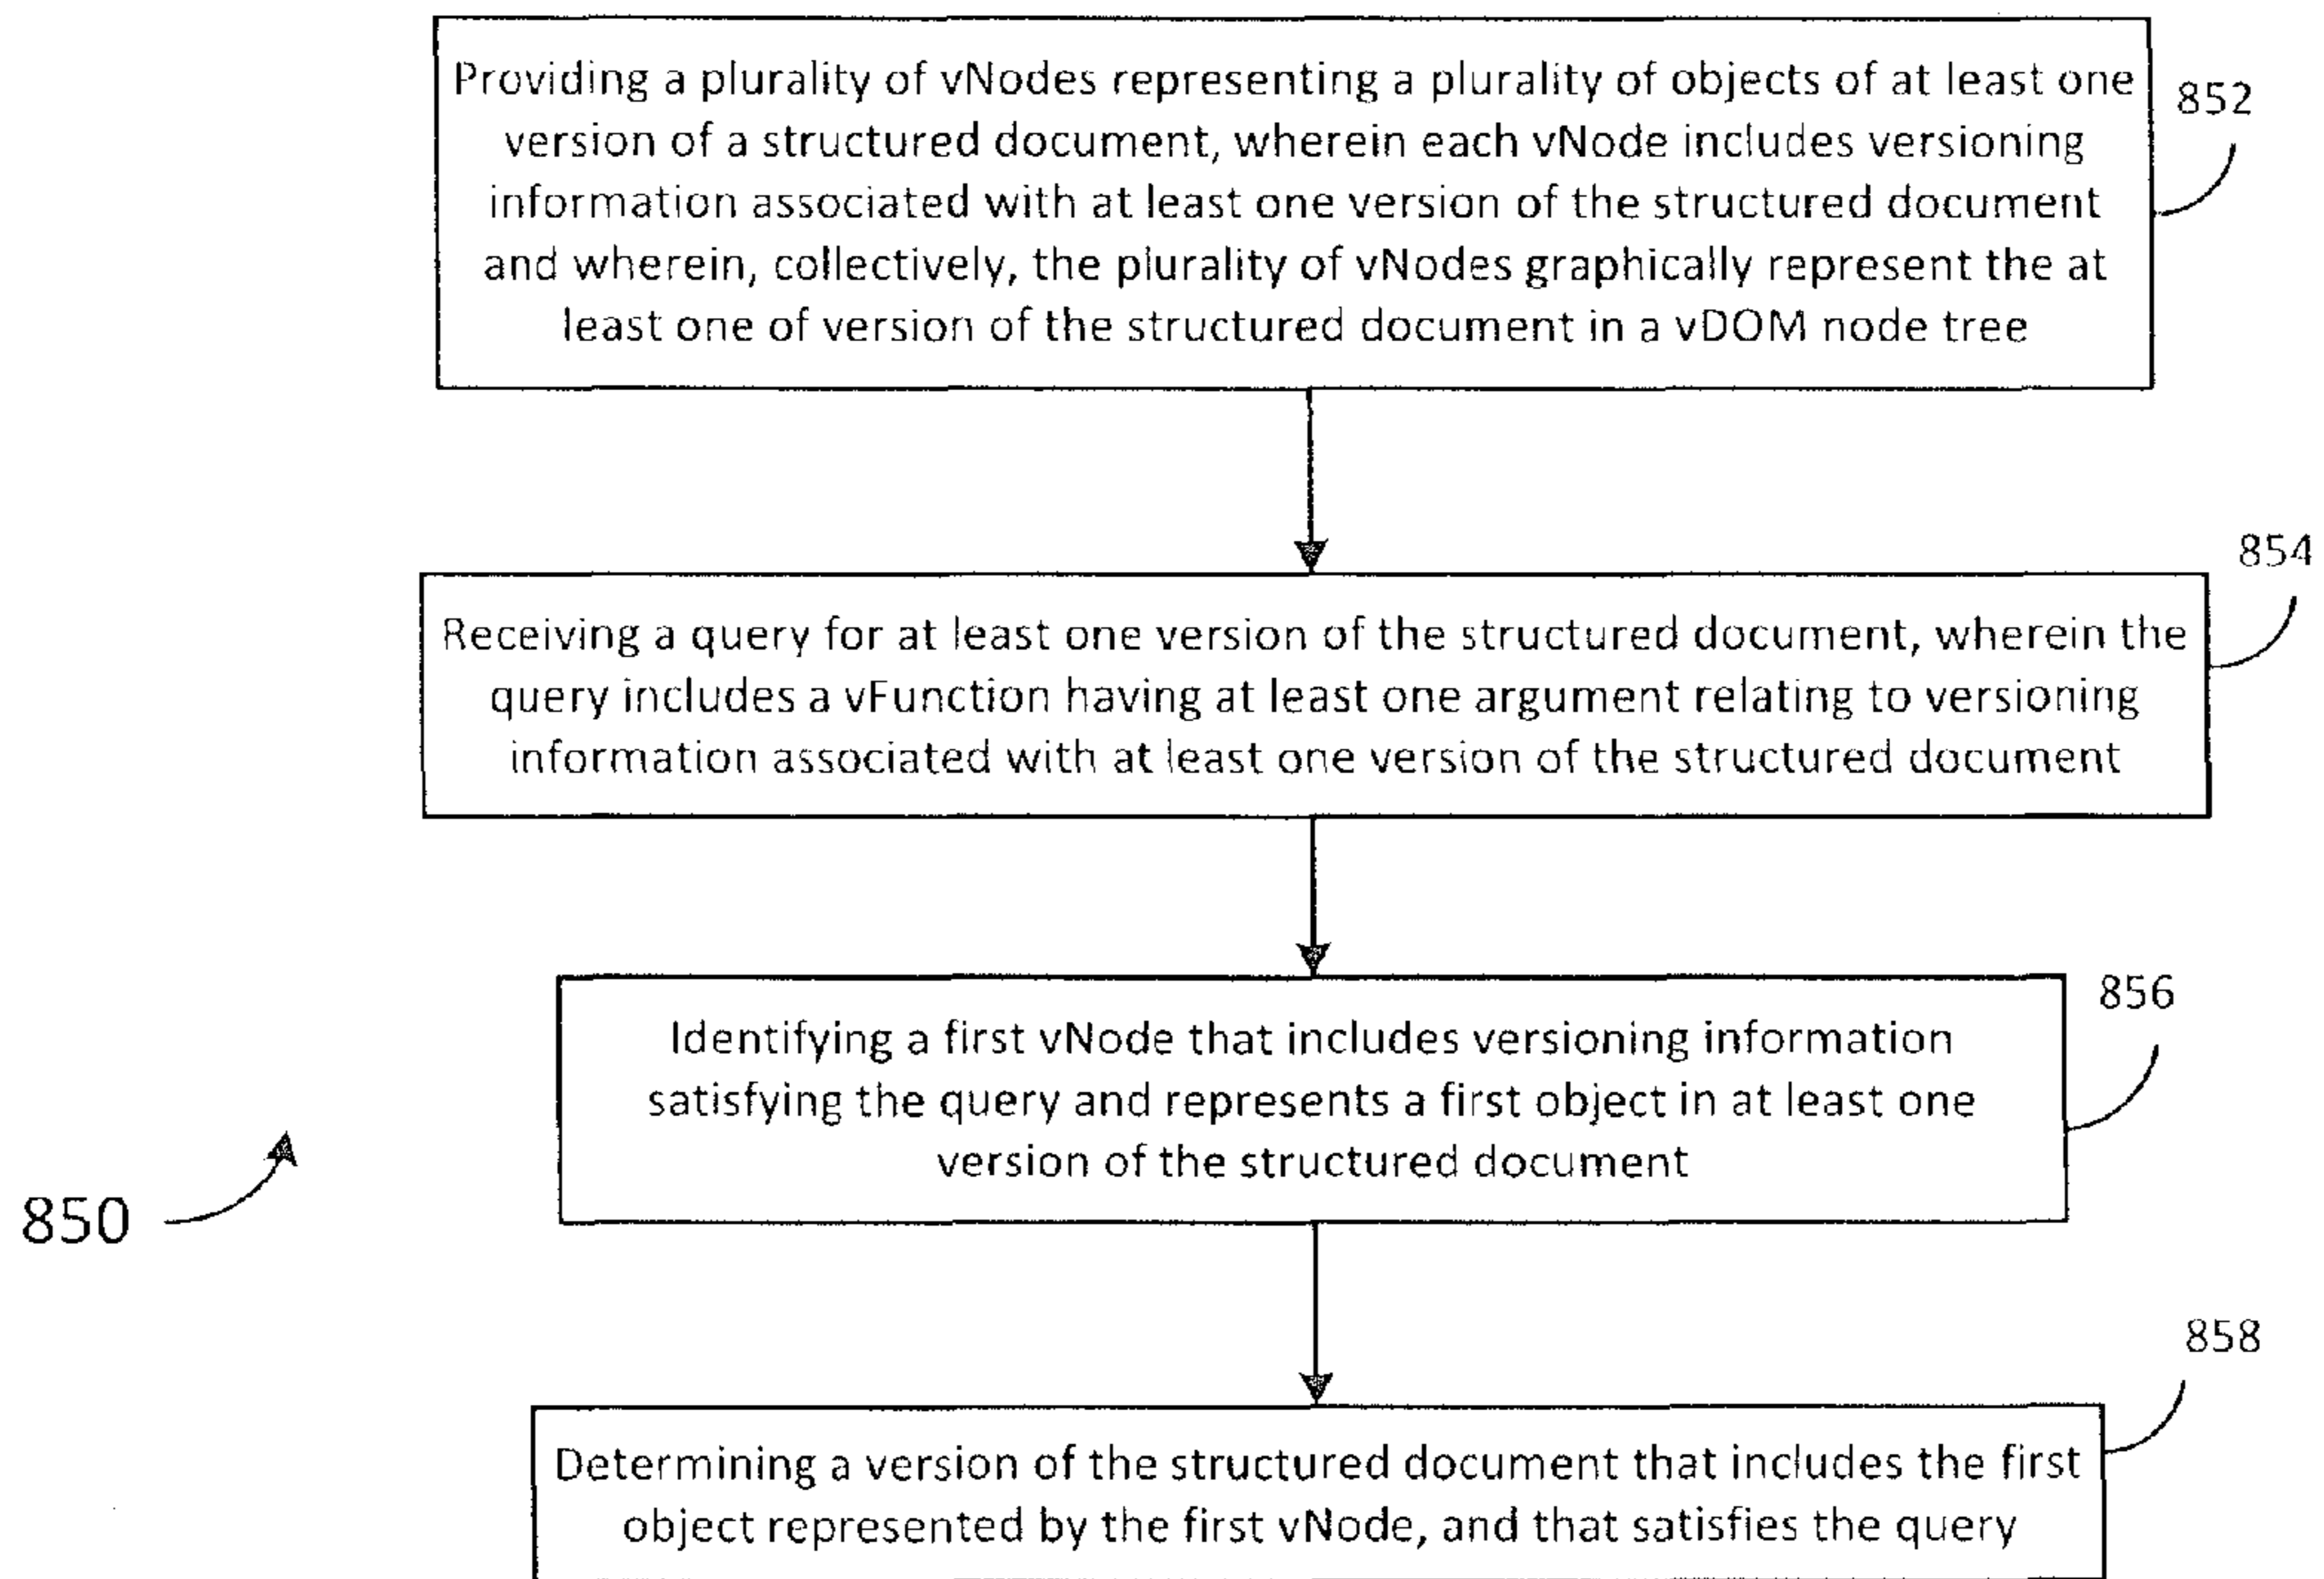 Providing a plurality of vNodes representing a plurality of objects of at least one
version of a structured document, wherein each vNode includes versioning
information associated with at least one version of the structured document
and wherein, collectively, the plurality of vNodes graphically represent the at
least one of version of the structured document in a vDOM node tree
852
854
Receiving a query for at least one version of the structured document, wherein the
query includes a vFunction having at least one argument relating to versioning
information associated with at least one version of the structured document
856
Identifying a first vNode that includes versioning information
satisfying the query and represents a first object in at least one
version of the structured document
850
858
Determining a version of the structured document that includes the first
object represented by the first vNode, and that satisfies the query